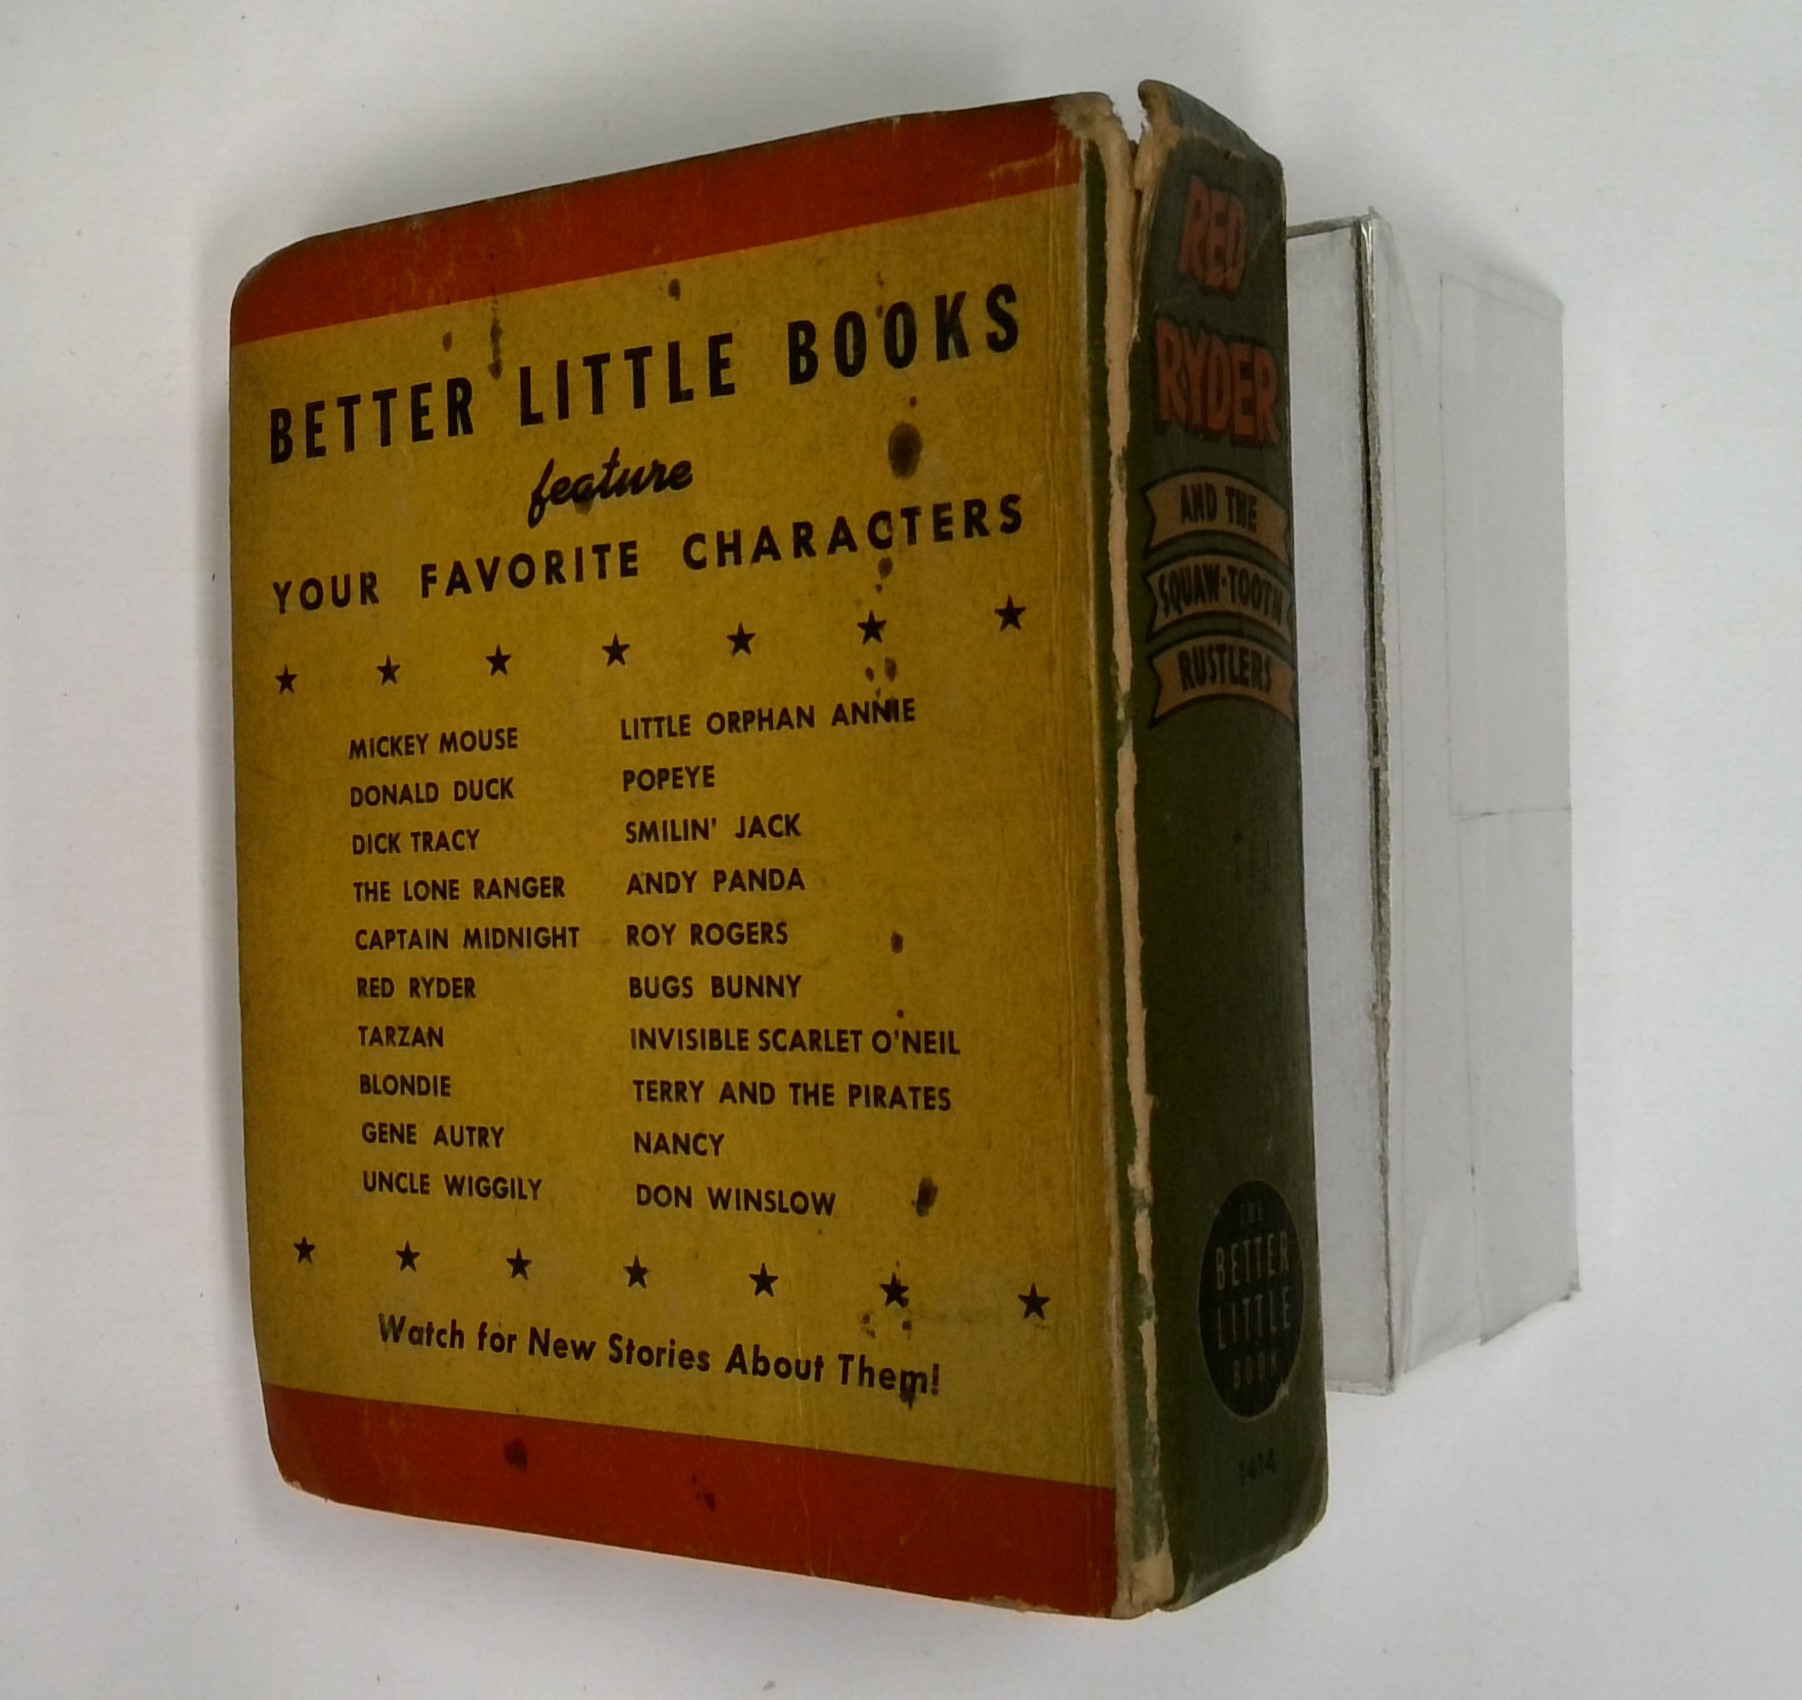 BETTER LITTLE BOOKS
feature
YOUR FAVORITE CHARACTERS
MICKEY MOUSE
DONALD DUCK
DICK TRACY
THE LONE RANGER
CAPTAIN MIDNIGHT
RED RYDER
TARZAN
BLONDIE
GENE AUTRY
UNCLE WIGGILY
LITTLE ORPHAN ANNIE
POPEYE
SMILIN' JACK
ANDY PANDA
ROY ROGERS
BUGS BUNNY
INVISIBLE SCARLET O'NEIL
TERRY AND THE PIRATES
NANCY
DON WINSLOW
Watch for New Stories About Them!
RED
RYDER
AND THE
SQUAW-TOOTH
RUSTLERS
THE
BETTER
LITTLE
BOOK
1414